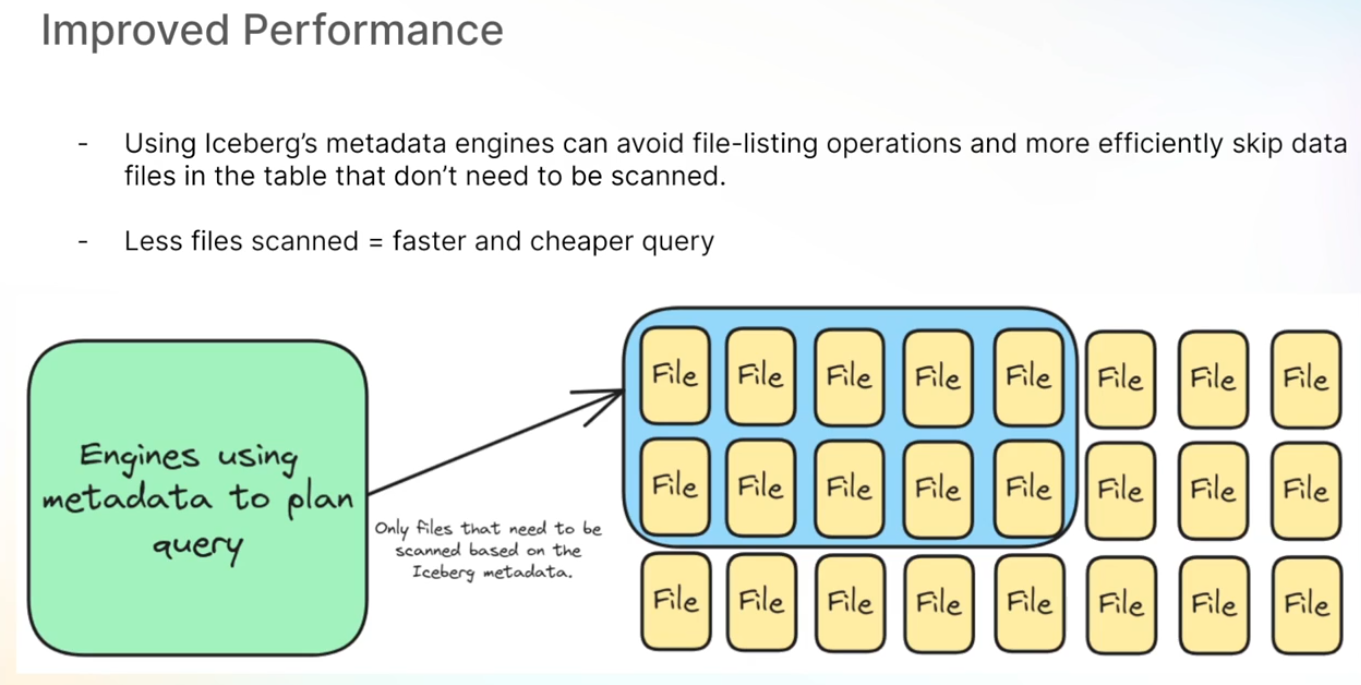 Improved Performance
- Using Iceberg's metadata engines can avoid file-listing operations and more efficiently skip data
files in the table that don't need to be scanned.
- Less files scanned = faster and cheaper query
Engines using
metadata to plan
query
Only files that need to be
scanned based on the
Iceberg metadata.
File File File File File File File File
File File File File File File File File
File File File File File File File File